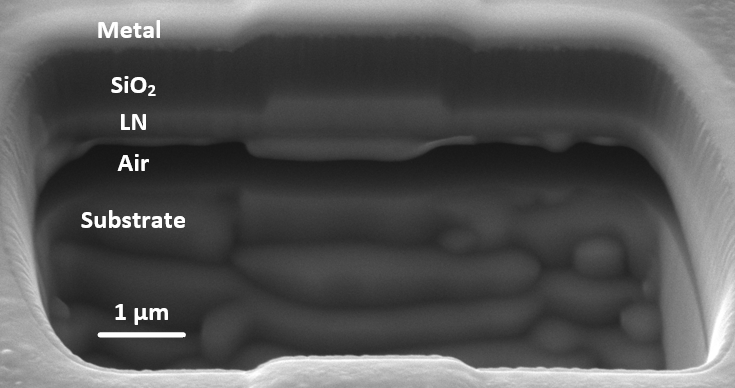 Metal
SiO₂
LN
Air
Substrate
1 μm